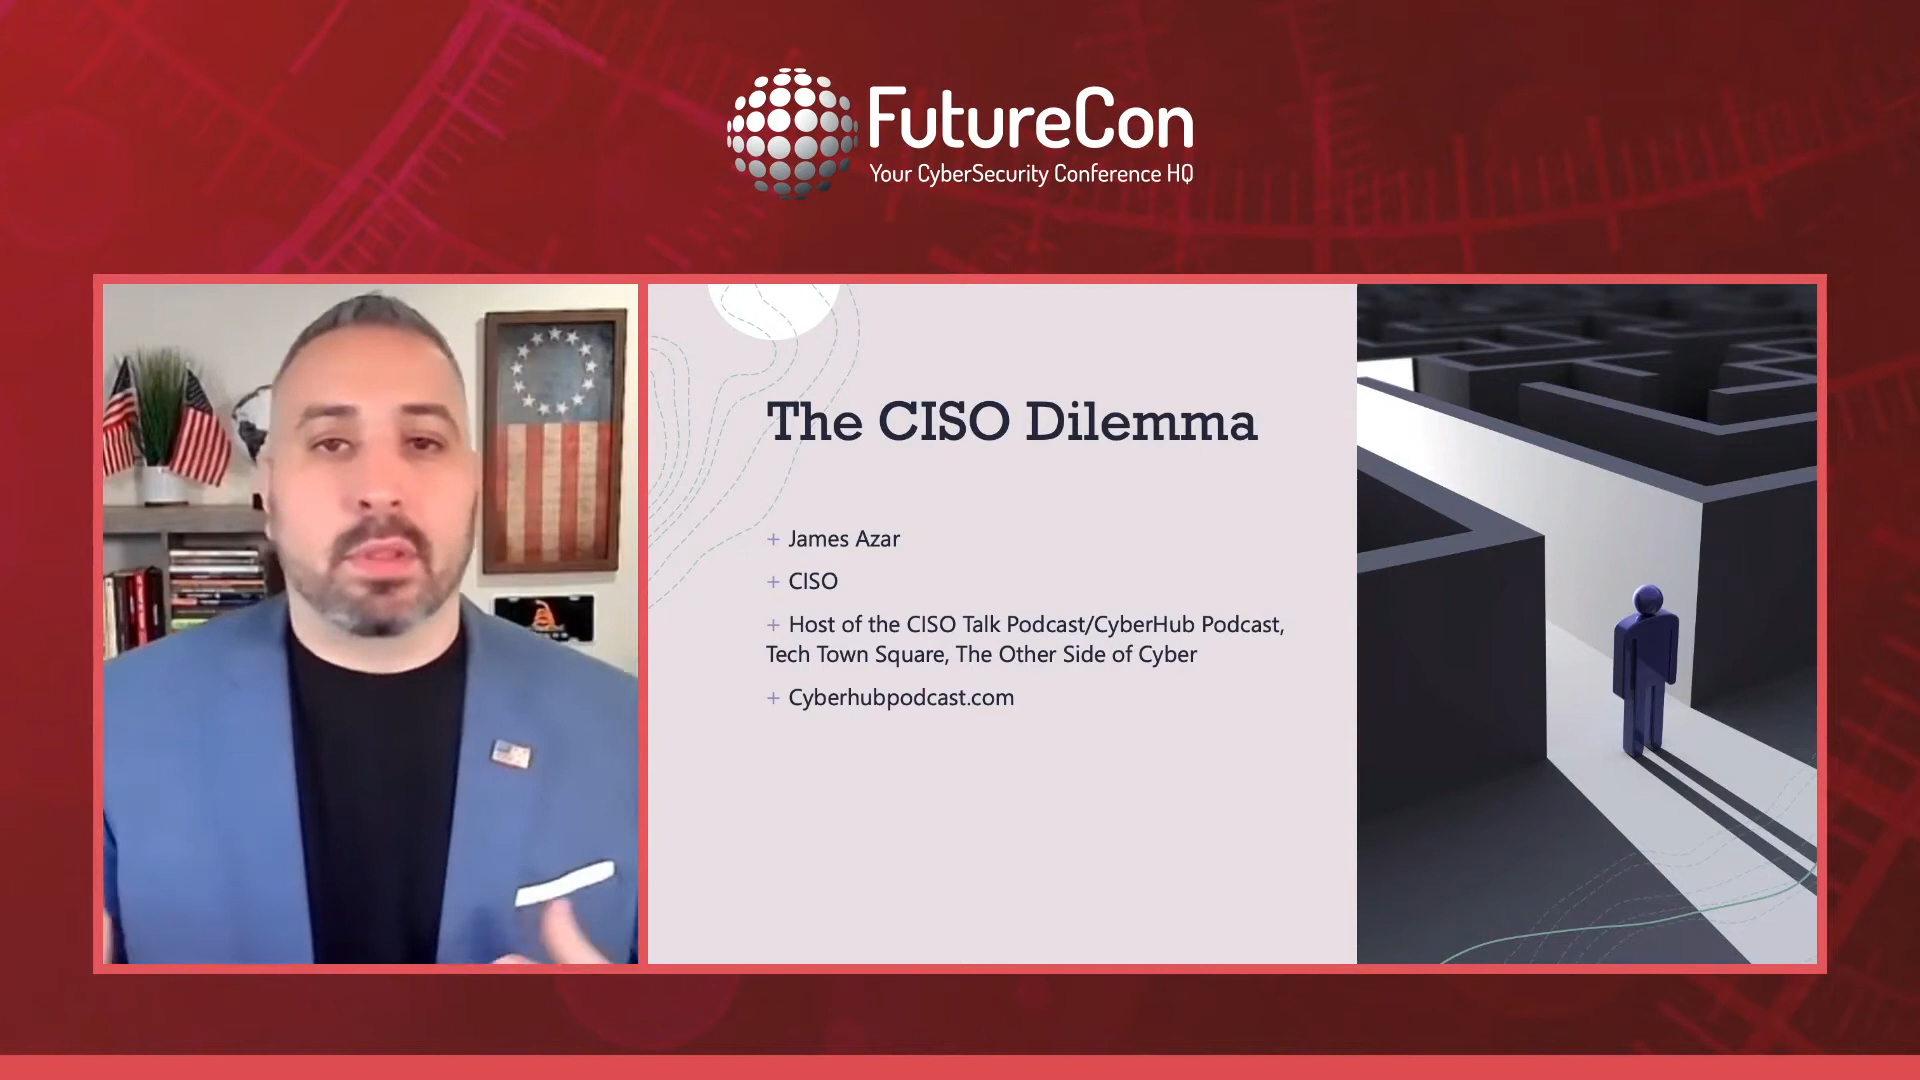 FutureCon
Your CyberSecurity Conference HQ
The CISO Dilemma
+ James Azar
+ CISO
+ Host of the CISO Talk Podcast/CyberHub Podcast,
Tech Town Square, The Other Side of Cyber
+ Cyberhubpodcast.com